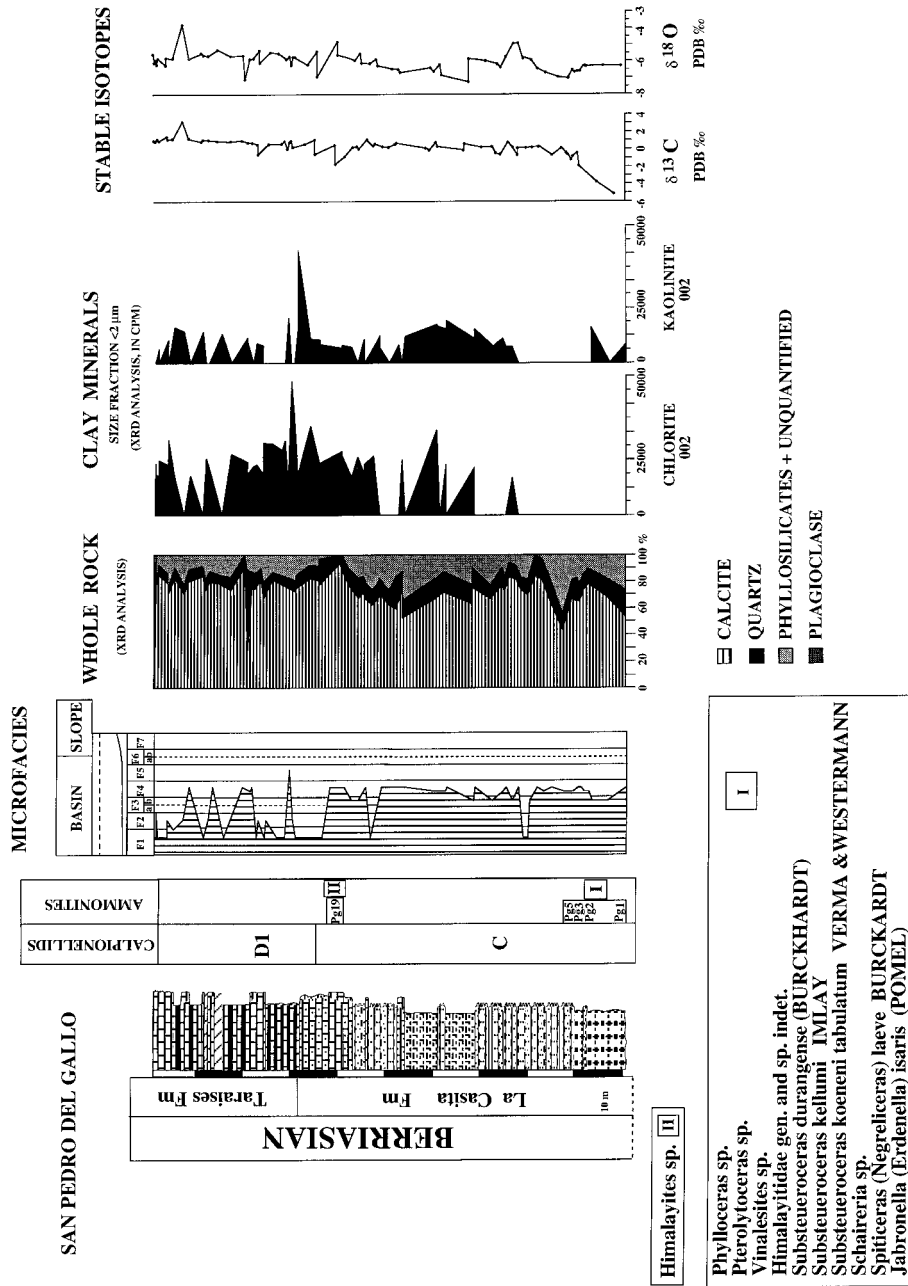 SAN PEDRO DEL GALLO
BERRIASIAN
Taraises Fm
La Casita Fm
10 m
CALPIONELLIDS
D1
C
AMMONITES
Pg19
II
Pg5
Pg3
Pg2
Pg1
I
MICROFACIES
BASIN
SLOPE
F1
F2
F3
a
b
F4
F5
F6
a
b
F7
WHOLE ROCK
(XRD ANALYSIS)
0
20
40
60
80
100 %
CLAY MINERALS
SIZE FRACTION <2 µm
(XRD ANALYSIS, IN CPM)
0
25000
50000
CHLORITE
002
0
25000
50000
KAOLINITE
002
STABLE ISOTOPES
-6
-4
-2
0
2
4
δ 13 C
PDB ‰
-8
-6
-4
-3
δ 18 O
PDB ‰
CALCITE
QUARTZ
PHYLLOSILICATES + UNQUANTIFIED
PLAGIOCLASE
Himalayites sp. II
I
Phylloceras sp.
Pterolytoceras sp.
Vinalesites sp.
Himalayitidae gen. and sp. indet.
Substeueroceras durangense (BURCKHARDT)
Substeueroceras kellumi IMLAY
Substeueroceras koeneni tabulatum VERMA &WESTERMANN
Schaireria sp.
Spiticeras (Negreliceras) laeve BURCKARDT
Jabronella (Erdenella) isaris (POMEL)